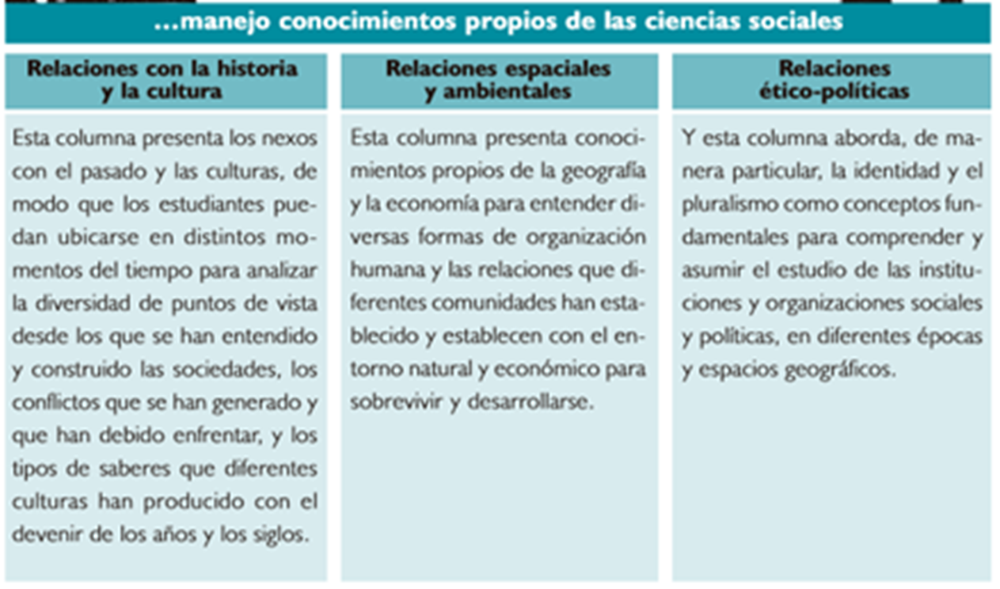 ...manejo conocimientos propios de las ciencias sociales
Relaciones con la historia
y la cultura
Esta columna presenta los nexos
con el pasado y las culturas, de
modo que los estudiantes pue-
dan ubicarse en distintos mo-
mentos del tiempo para analizar
la diversidad de puntos de vista
desde los que se han entendido
y construido las sociedades, los
conflictos que se han generado y
que han debido enfrentar, y los
tipos de saberes que diferentes
culturas han producido con el
devenir de los años y los siglos.
Relaciones espaciales
y ambientales
Esta columna presenta conoci-
mientos propios de la geografía
y la economía para entender di-
versas formas de organización
humana y las relaciones que di-
ferentes comunidades han esta-
blecido y establecen con el en-
torno natural y económico para
sobrevivir y desarrollarse.
Relaciones
ético-políticas
Y esta columna aborda, de ma-
nera particular, la identidad y el
pluralismo como conceptos fun-
damentales para comprender y
asumir el estudio de las institu-
ciones y organizaciones sociales
y políticas, en diferentes épocas
y espacios geográficos.